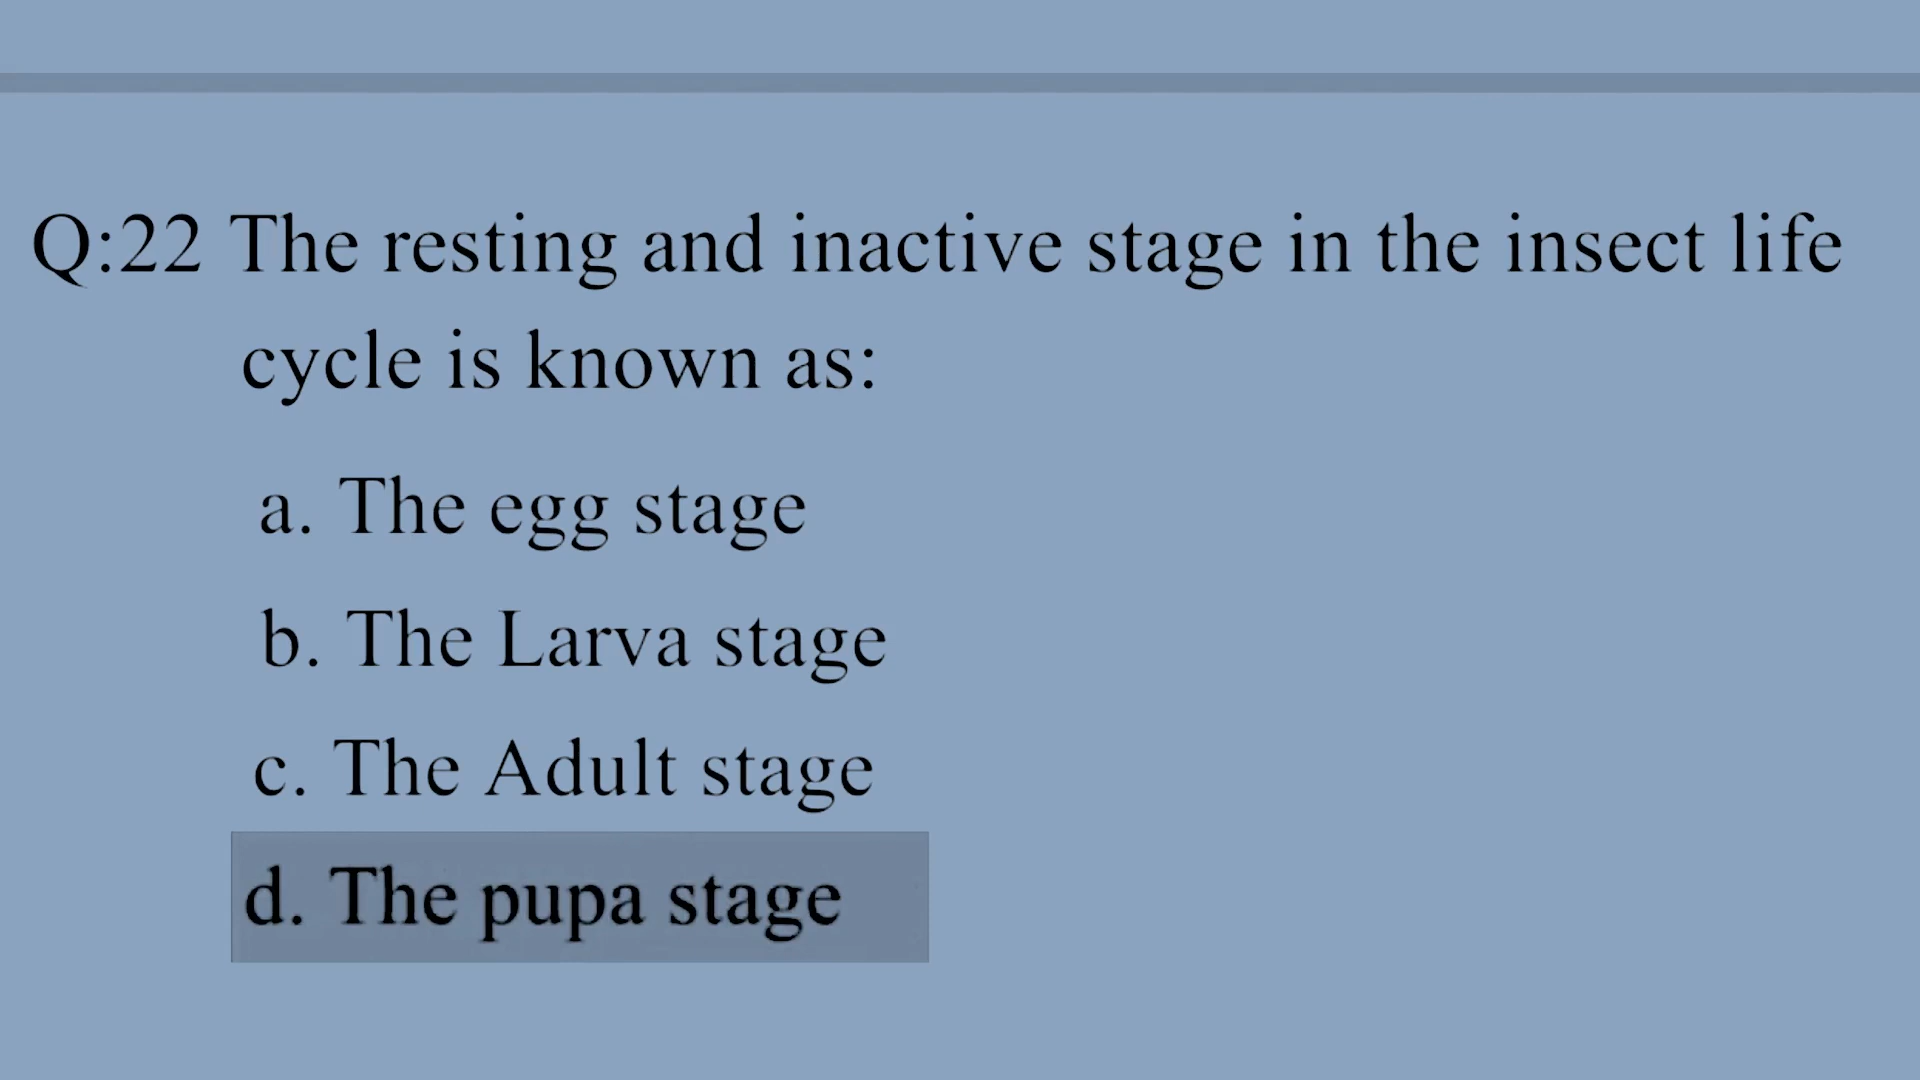 Q:22 The resting and inactive stage in the insect life
cycle is known as:
a. The egg stage
b. The Larva stage
c. The Adult stage
d. The pupa stage